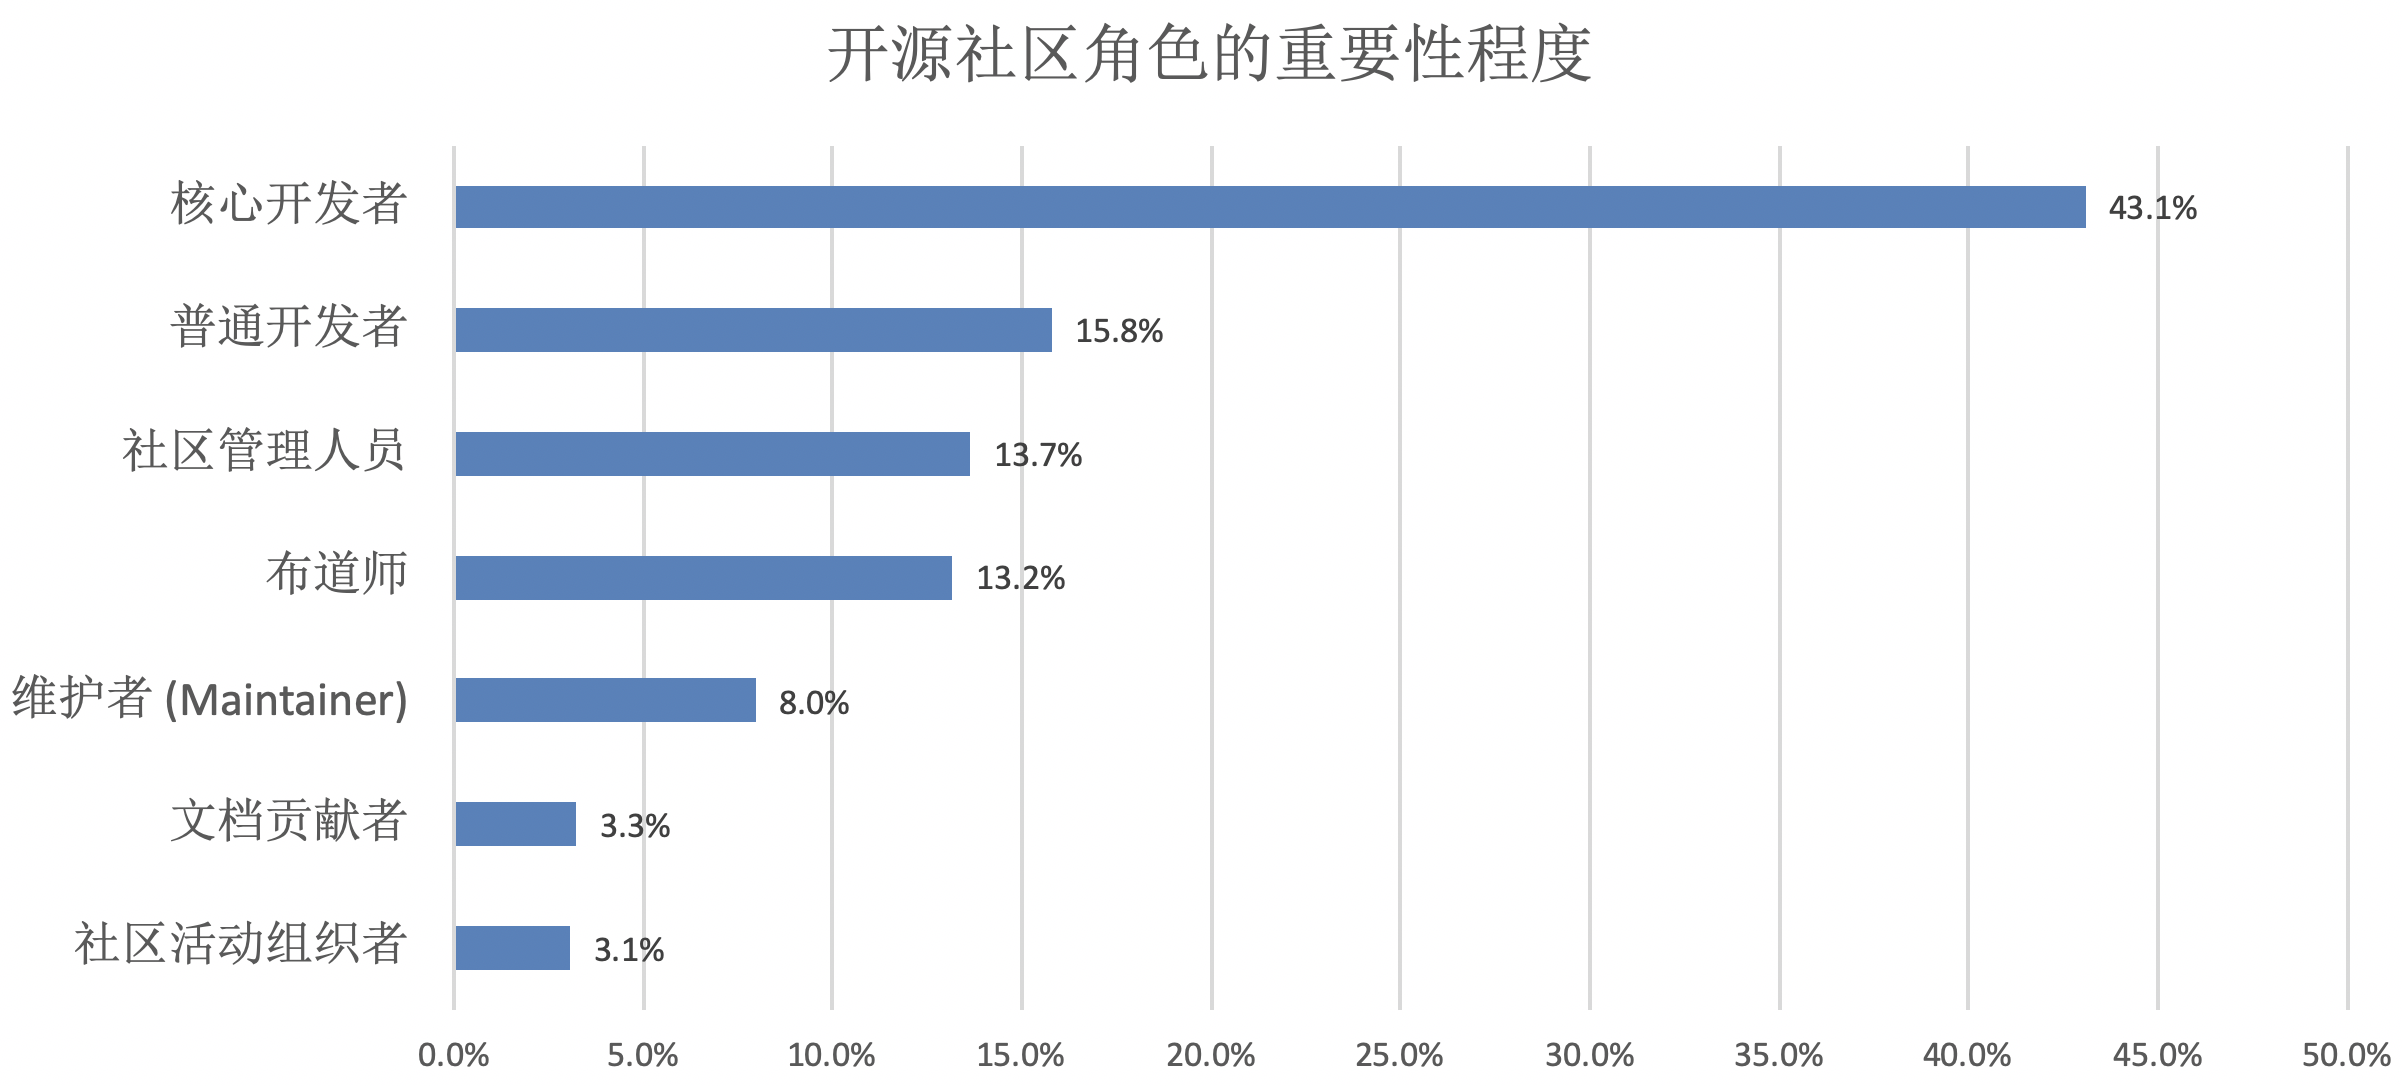 开源社区角色的重要性程度
核心开发者 43.1%
普通开发者 15.8%
社区管理人员 13.7%
布道师 13.2%
维护者 (Maintainer) 8.0%
文档贡献者 3.3%
社区活动组织者 3.1%
0.0% 5.0% 10.0% 15.0% 20.0% 25.0% 30.0% 35.0% 40.0% 45.0% 50.0%